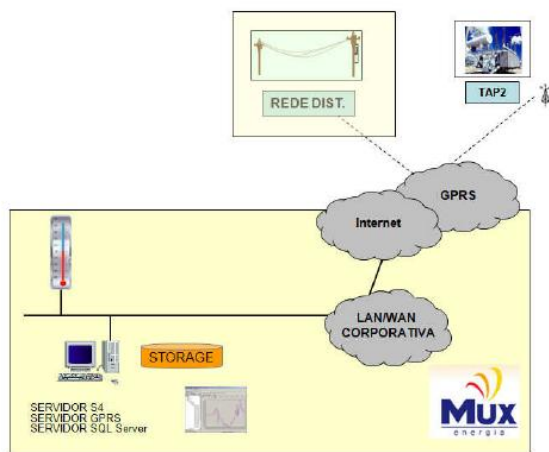 REDE DIST.
TAP2
GPRS
Internet
LAN/WAN
CORPORATIVA
STORAGE
SERVIDOR S4
SERVIDOR GPRS
SERVIDOR SQL Server
Mux
energia